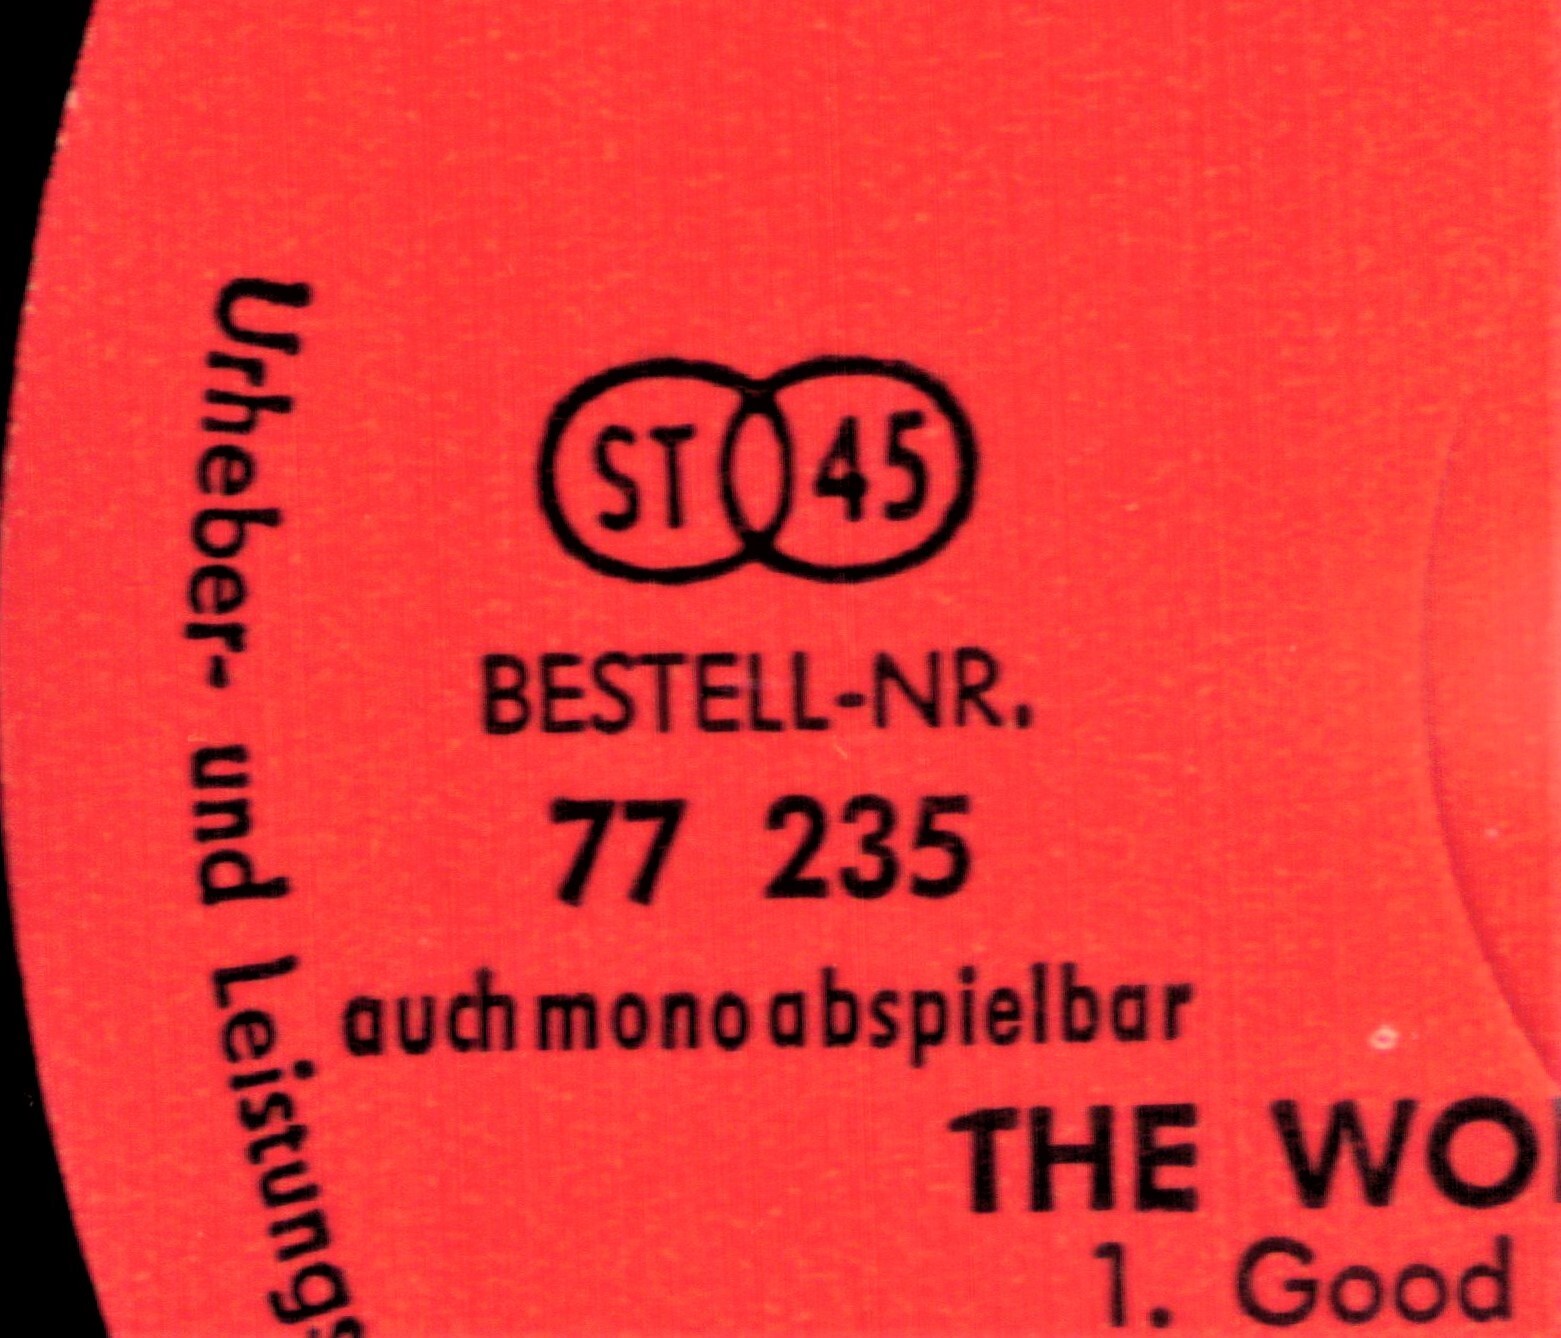 Urheber- und Leistungs
ST 45
BESTELL-NR.
77 235
auch mono abspielbar
THE
1. Good